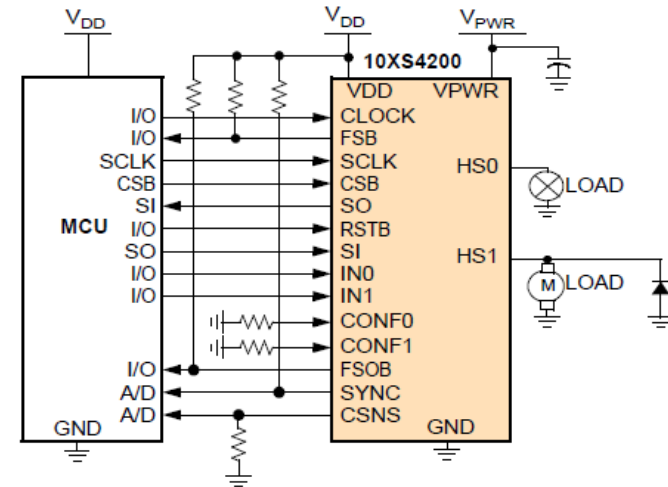 VDD
VDD
VPWR
10XS4200
VDD
VPWR
I/O
CLOCK
I/O
FSB
SCLK
SCLK
HS0
LOAD
CSB
CSB
SI
SO
MCU
I/O
RSTB
SO
SI
HS1
I/O
IN0
M
LOAD
I/O
IN1
CONF0
CONF1
I/O
FSOB
A/D
SYNC
A/D
CSNS
GND
GND